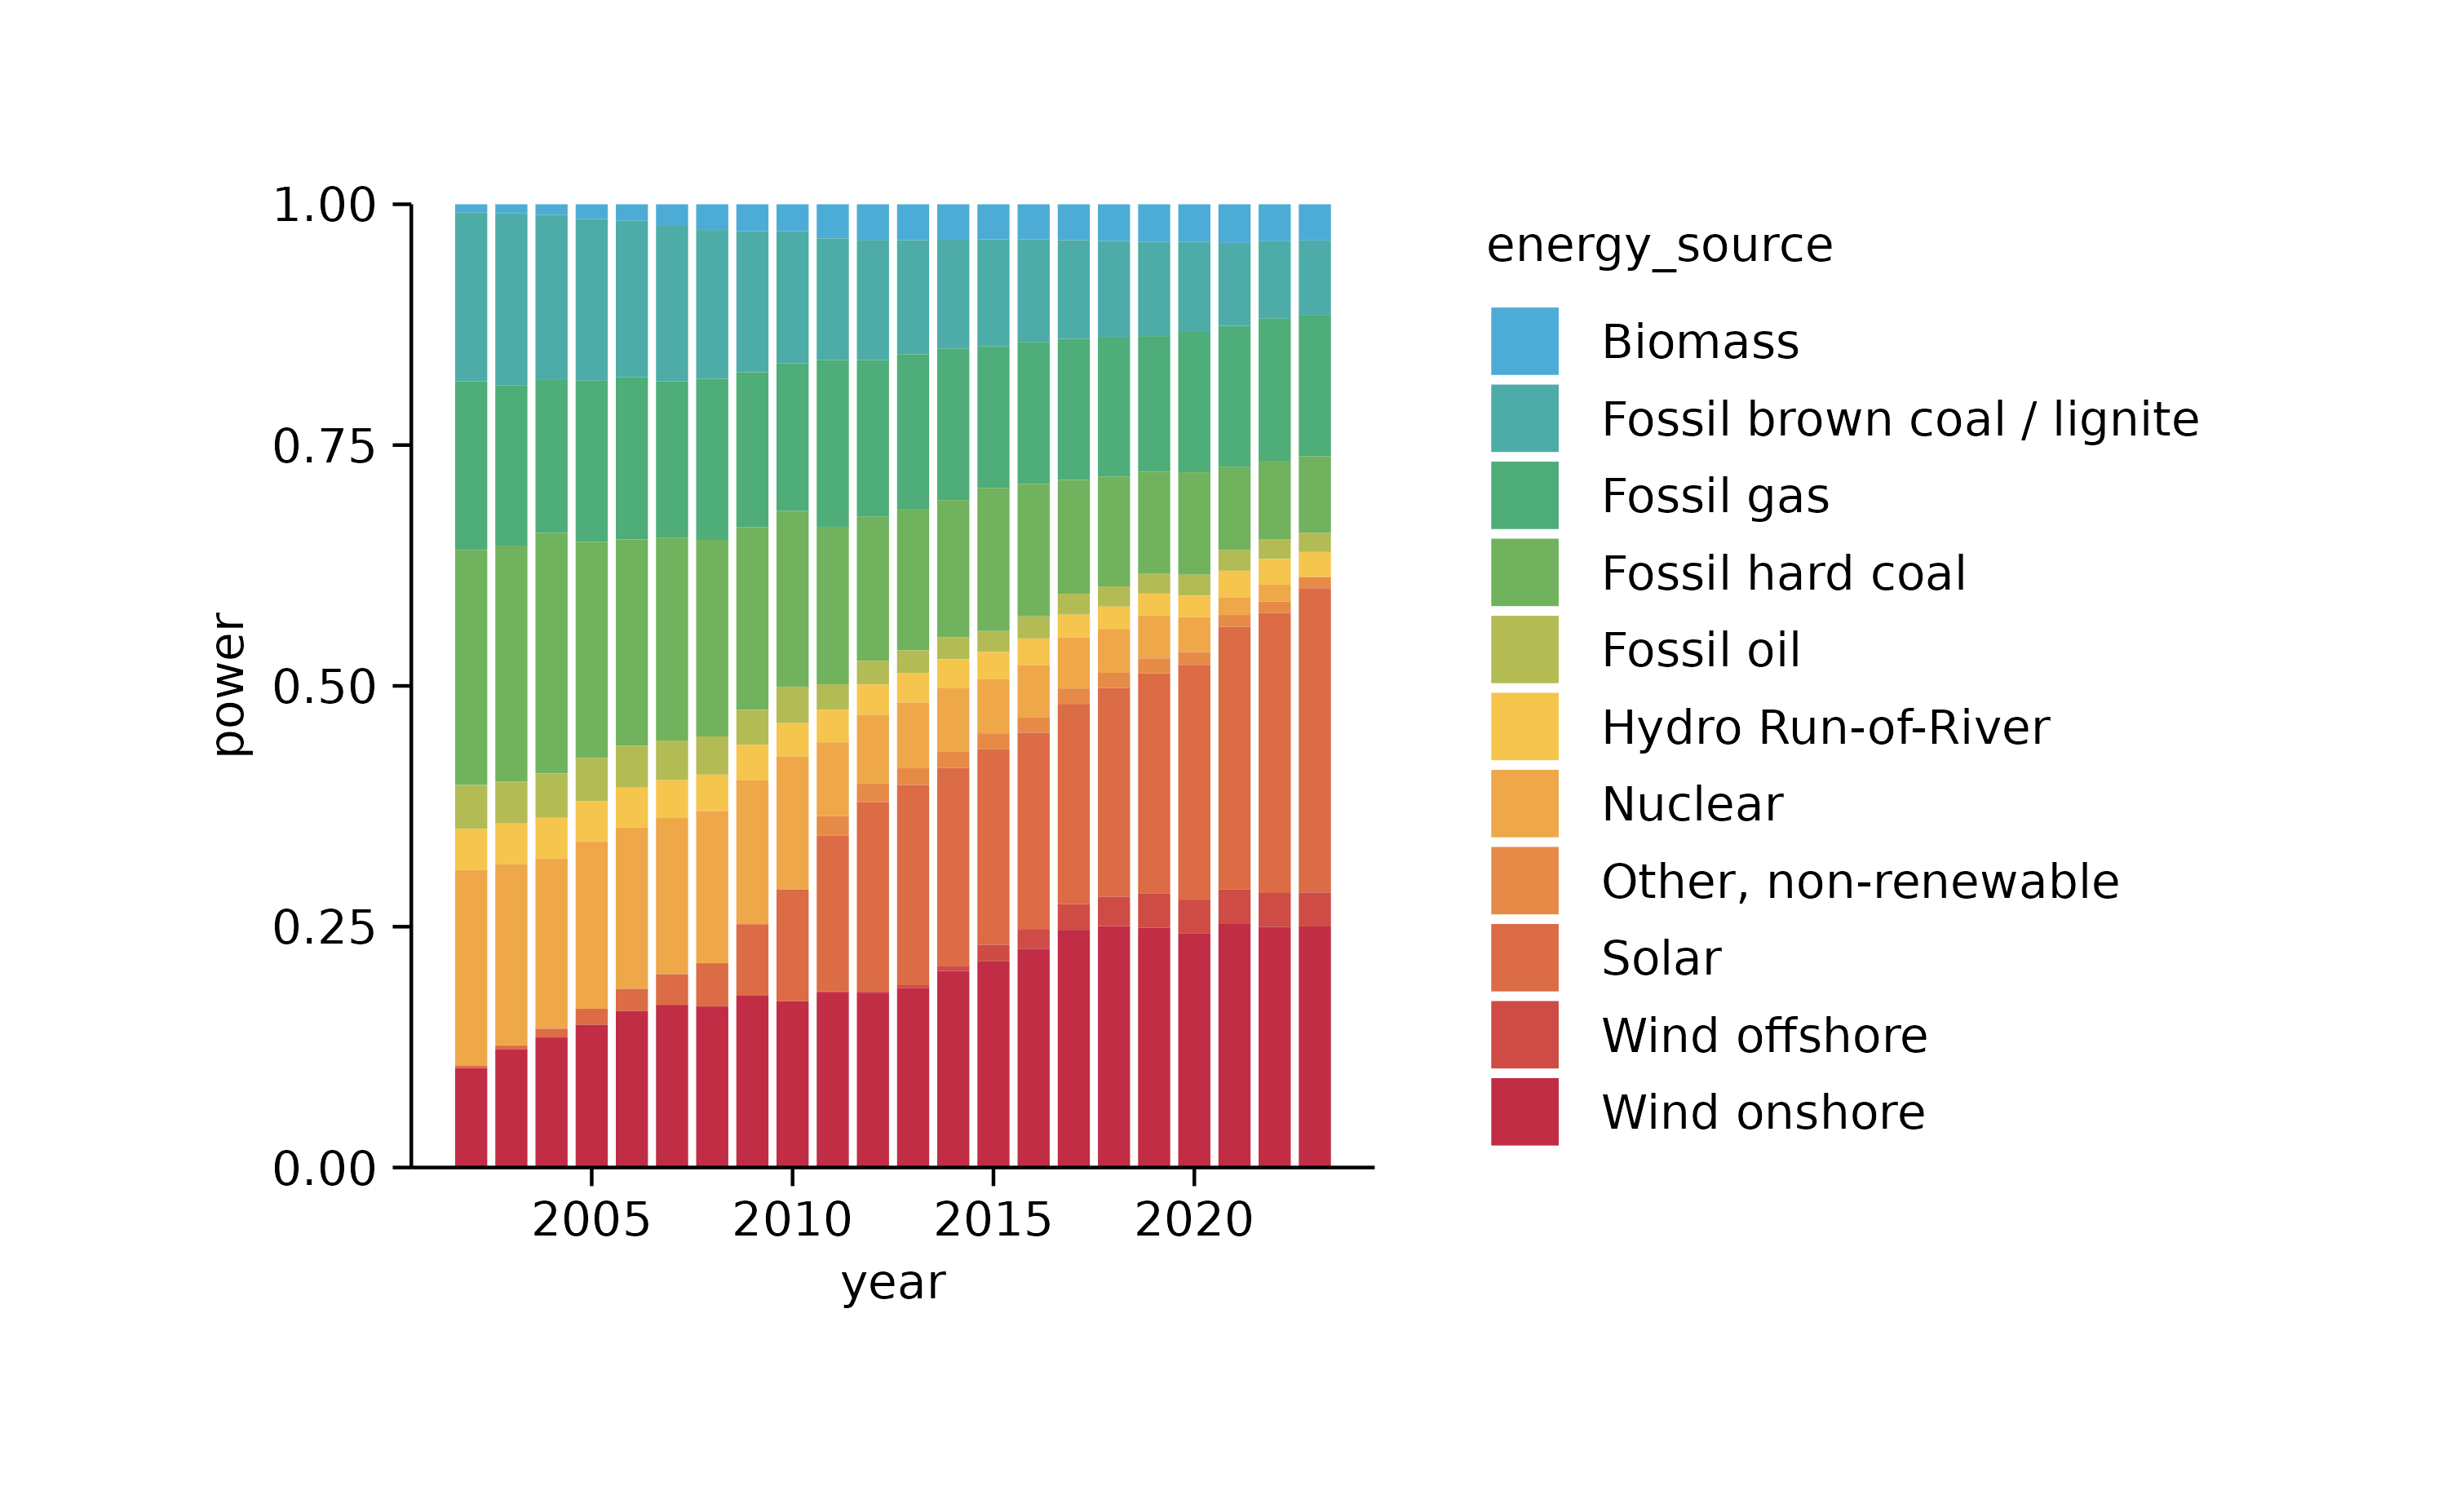 1.00
0.75
0.50
0.25
0.00
power
2005 2010 2015 2020
year
energy_source
Biomass
Fossil brown coal / lignite
Fossil gas
Fossil hard coal
Fossil oil
Hydro Run-of-River
Nuclear
Other, non-renewable
Solar
Wind offshore
Wind onshore